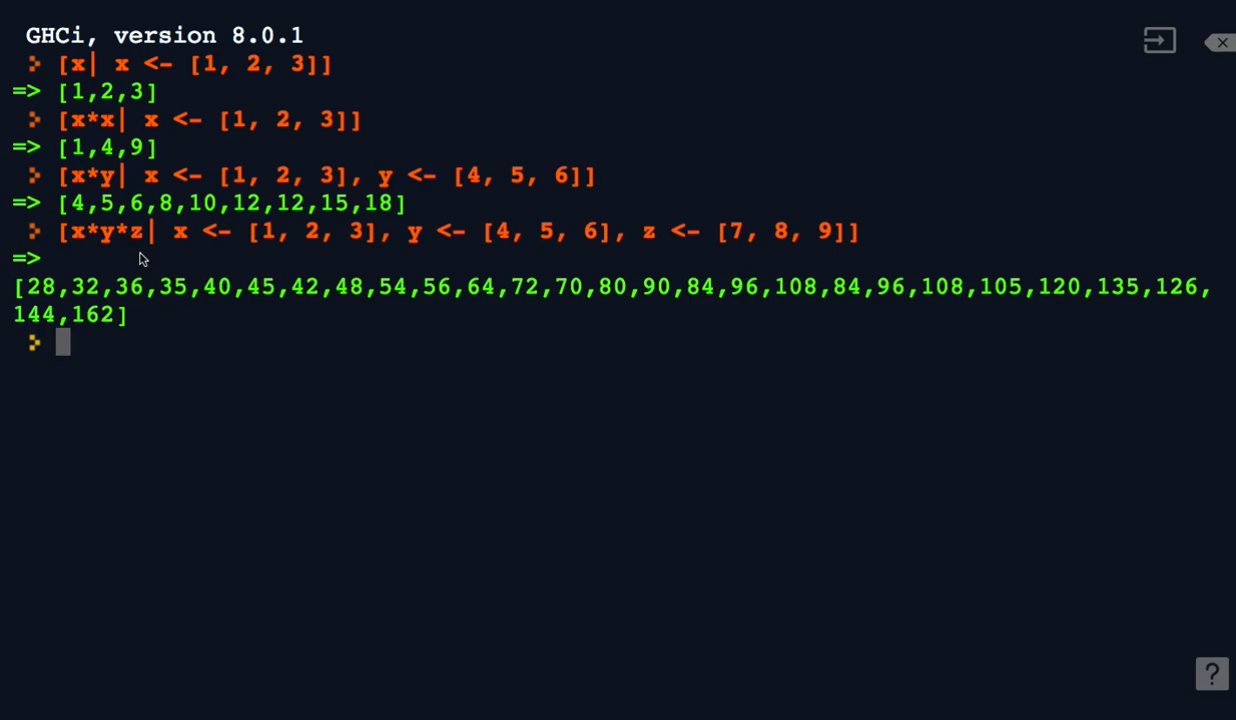 GHCi, version 8.0.1
[x| x <- [1, 2, 3]]
=> [1,2,3]
[x*x| x <- [1, 2, 3]]
=> [1,4,9]
[x*y| x <- [1, 2, 3], y <- [4, 5, 6]]
=> [4,5,6,8,10,12,12,15,18]
[x*y*z| x <- [1, 2, 3], y <- [4, 5, 6], z <- [7, 8, 9]]
=>
[28,32,36,35,40,45,42,48,54,56,64,72,70,80,90,84,96,108,84,96,108,105,120,135,126,
144,162]
?